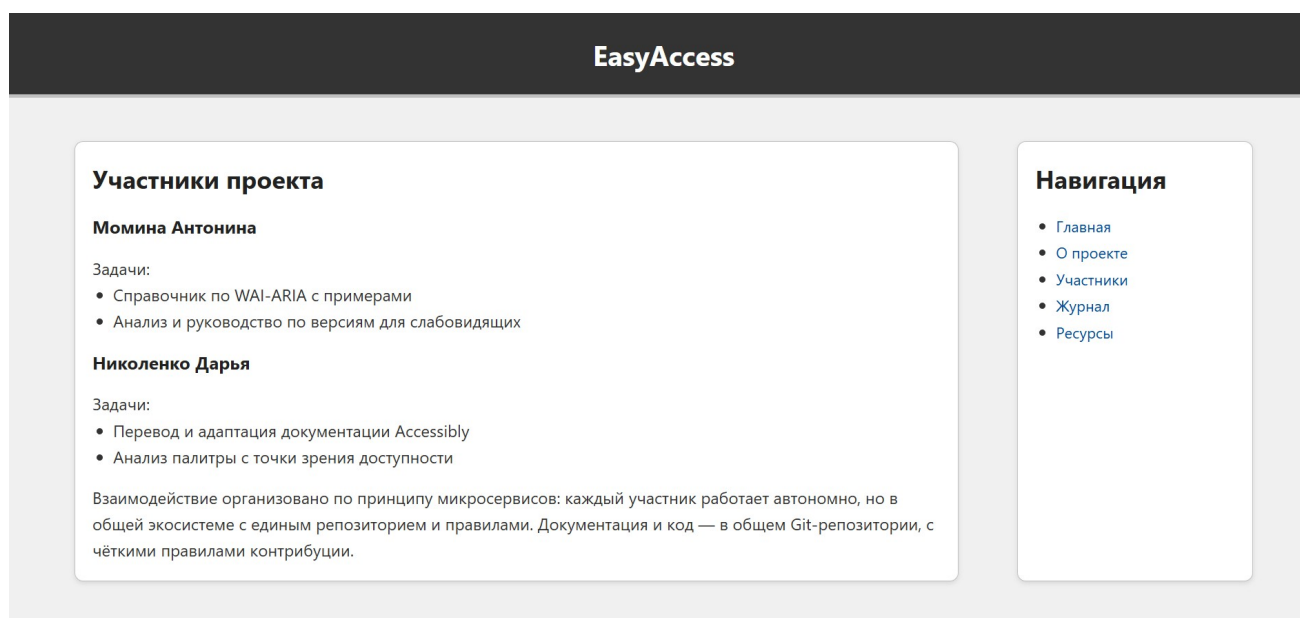 EasyAccess
Участники проекта
Момина Антонина
Задачи:
Справочник по WAI-ARIA с примерами
Анализ и руководство по версиям для слабовидящих
Николенко Дарья
Задачи:
Перевод и адаптация документации Accessibly
Анализ палитры с точки зрения доступности
Взаимодействие организовано по принципу микросервисов: каждый участник работает автономно, но в
общей экосистеме с единым репозиторием и правилами. Документация и код — в общем Git-репозитории, с
чёткими правилами контрибуции.
Навигация
Главная
О проекте
Участники
Журнал
Ресурсы